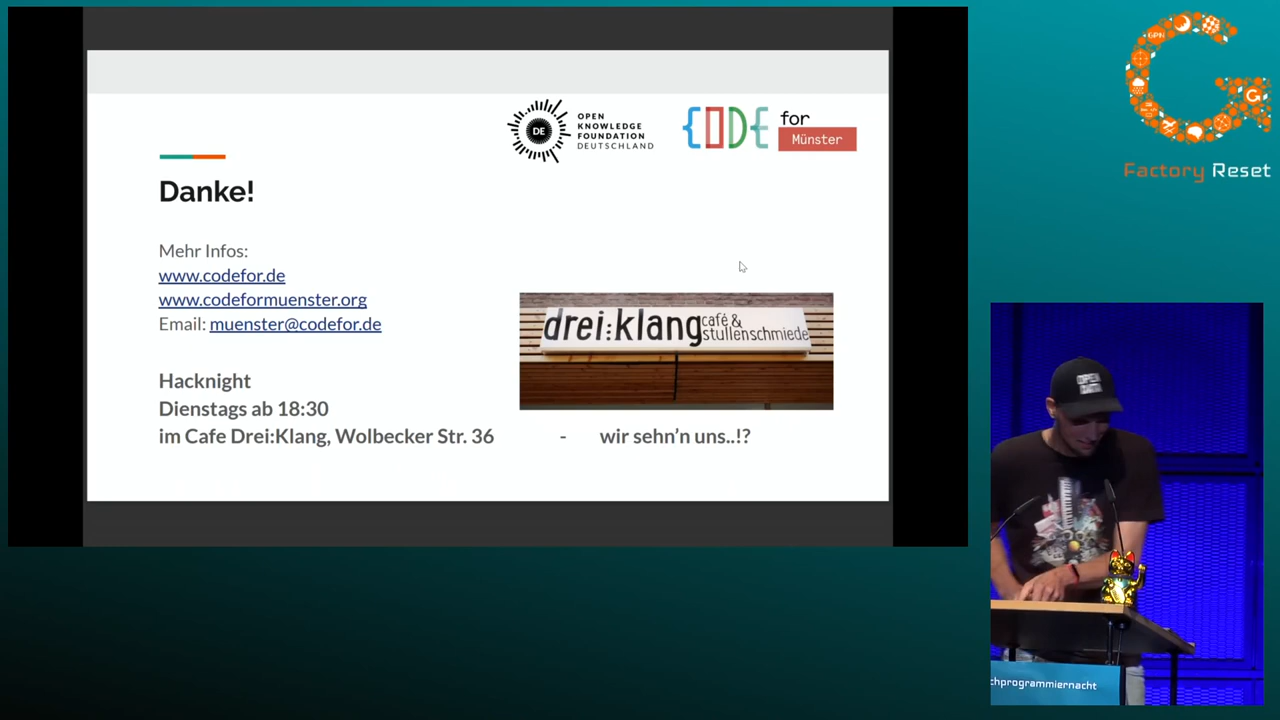 DE
OPEN
KNOWLEDGE
FOUNDATION
DEUTSCHLAND
{CODE for
Münster
Danke!
Mehr Infos:
www.codefor.de
www.codeformuenster.org
Email: muenster@codefor.de
drei:klang café &
stullenschmiede
Hacknight
Dienstags ab 18:30
im Cafe Drei:Klang, Wolbecker Str. 36 - wir sehn’n uns..!?
GPN
Factory Reset
OPEN
chprogrammiernacht